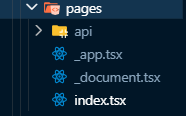 pages
api
_app.tsx
_document.tsx
index.tsx